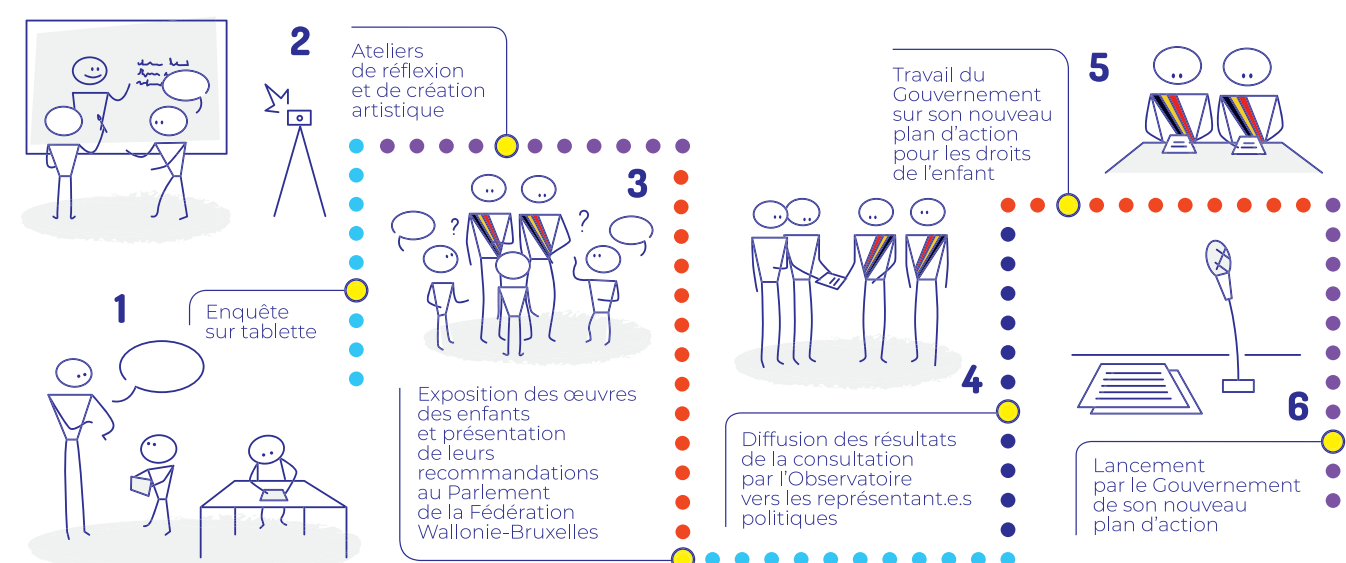 1
Enquête
sur tablette
2
Ateliers
de réflexion
et de création
artistique
3
?
?
Exposition des œuvres
des enfants
et présentation
de leurs
recommandations
au Parlement
de la Fédération
Wallonie-Bruxelles
4
Diffusion des résultats
de la consultation
par l’Observatoire
vers les représentant.e.s
politiques
5
Travail du
Gouvernement
sur son nouveau
plan d’action
pour les droits
de l’enfant
6
Lancement
par le Gouvernement
de son nouveau
plan d’action